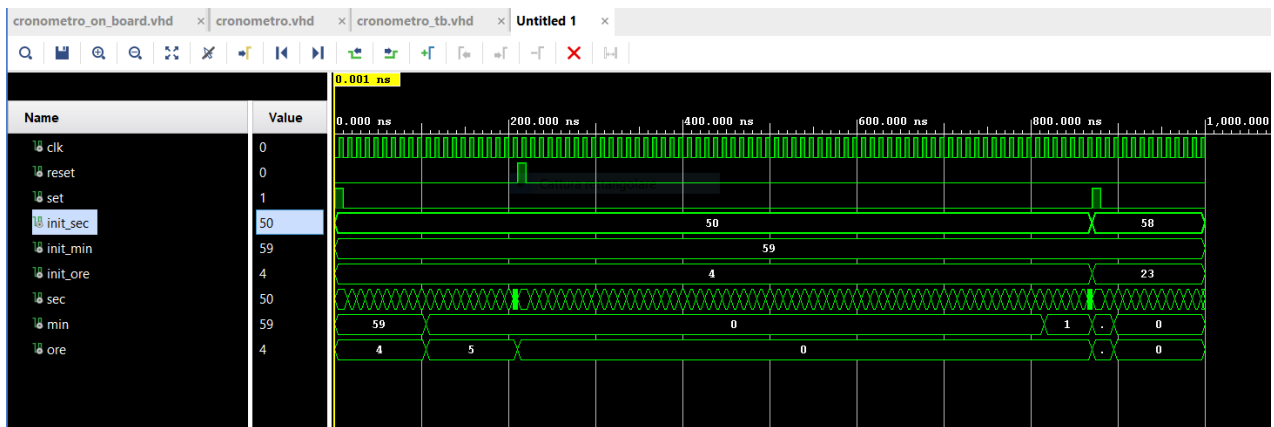 cronometro_on_board.vhd × cronometro.vhd × cronometro_tb.vhd × Untitled 1 ×
0.001 ns
Name Value 0.000 ns 200.000 ns 400.000 ns 600.000 ns 800.000 ns 1,000.000
clk 0
reset 0
set 1
init_sec 50 50 58
init_min 59 59
init_ore 4 4 23
sec 50
min 59 59 0 1 . 0
ore 4 4 5 0 . 0